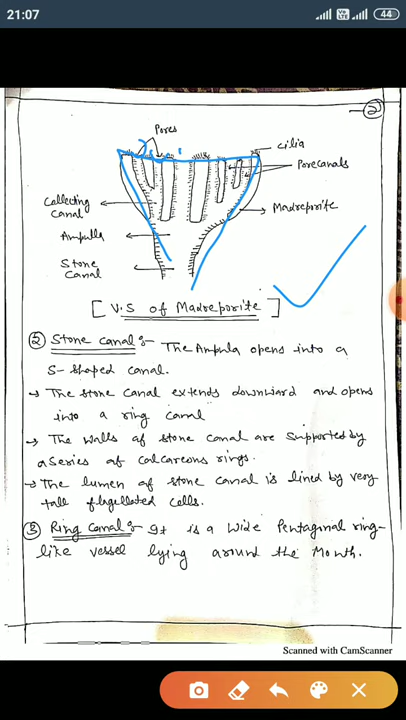 21:07
44
2
Pores
cilia
Porecanals
Collecting
Canal
Madreporite
Ampulla
Stone
Canal
[ V.S of Madreporite ]
② Stone canal :- The Ampula opens into a
S- shaped canal.
→ The stone canal extends downward and opens
into a ring canal
→ The walls of stone canal are supported by
a series of calcareous rings.
→ The lumen of stone canal is lined by very
tall flagellated cells.
③ Ring canal :- It is a wide Pentagonal ring-
like vessel lying around the Mouth.
Scanned with CamScanner